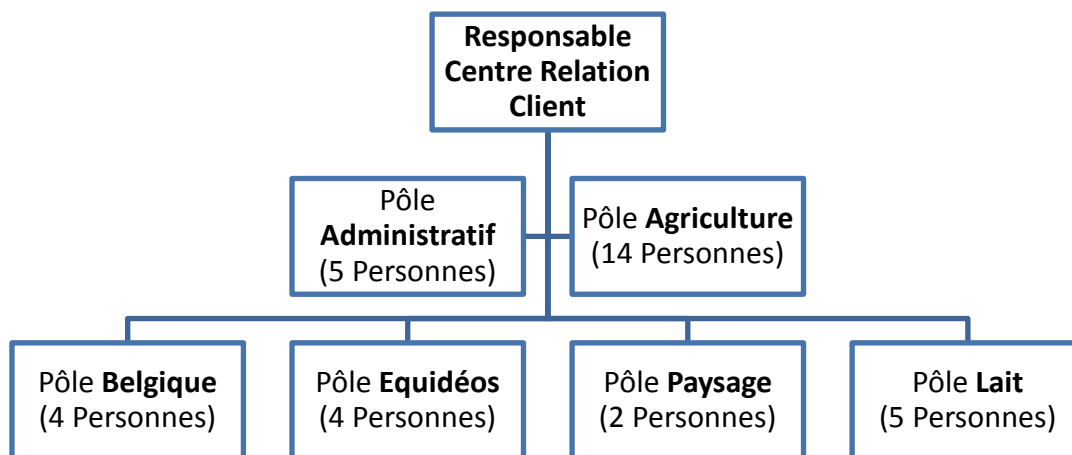 Responsable
Centre Relation
Client
Pôle
Administratif
(5 Personnes)
Pôle Agriculture
(14 Personnes)
Pôle Belgique
(4 Personnes)
Pôle Equidéos
(4 Personnes)
Pôle Paysage
(2 Personnes)
Pôle Lait
(5 Personnes)